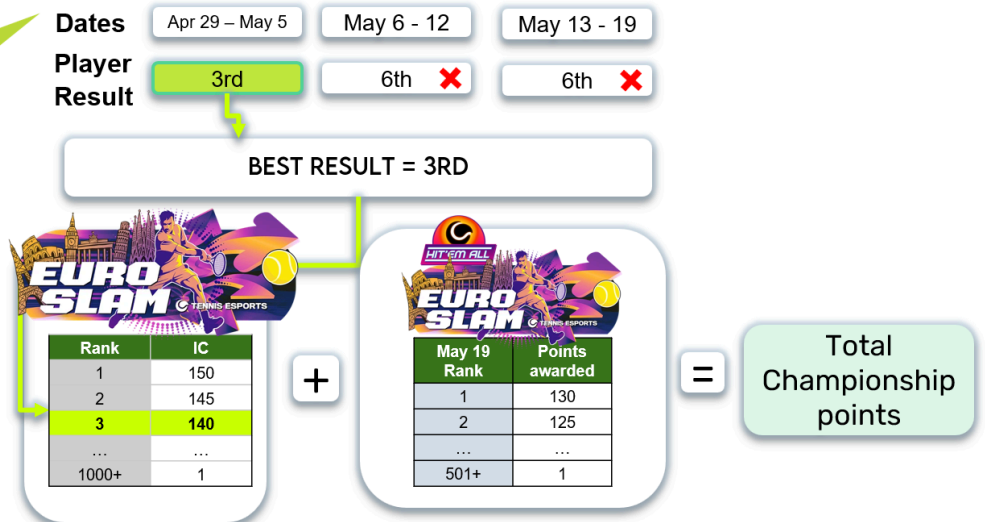 Dates Apr 29 – May 5 May 6 - 12 May 13 - 19
Player
Result
3rd 6th 6th
BEST RESULT = 3RD
EURO
SLAM
TENNIS ESPORTS
Rank IC
1 150
2 145
3 140
... ...
1000+ 1
+
HIT'EM ALL
EURO
SLAM
TENNIS ESPORTS
May 19
Rank
Points
awarded
1 130
2 125
... ...
501+ 1
=
Total
Championship
points